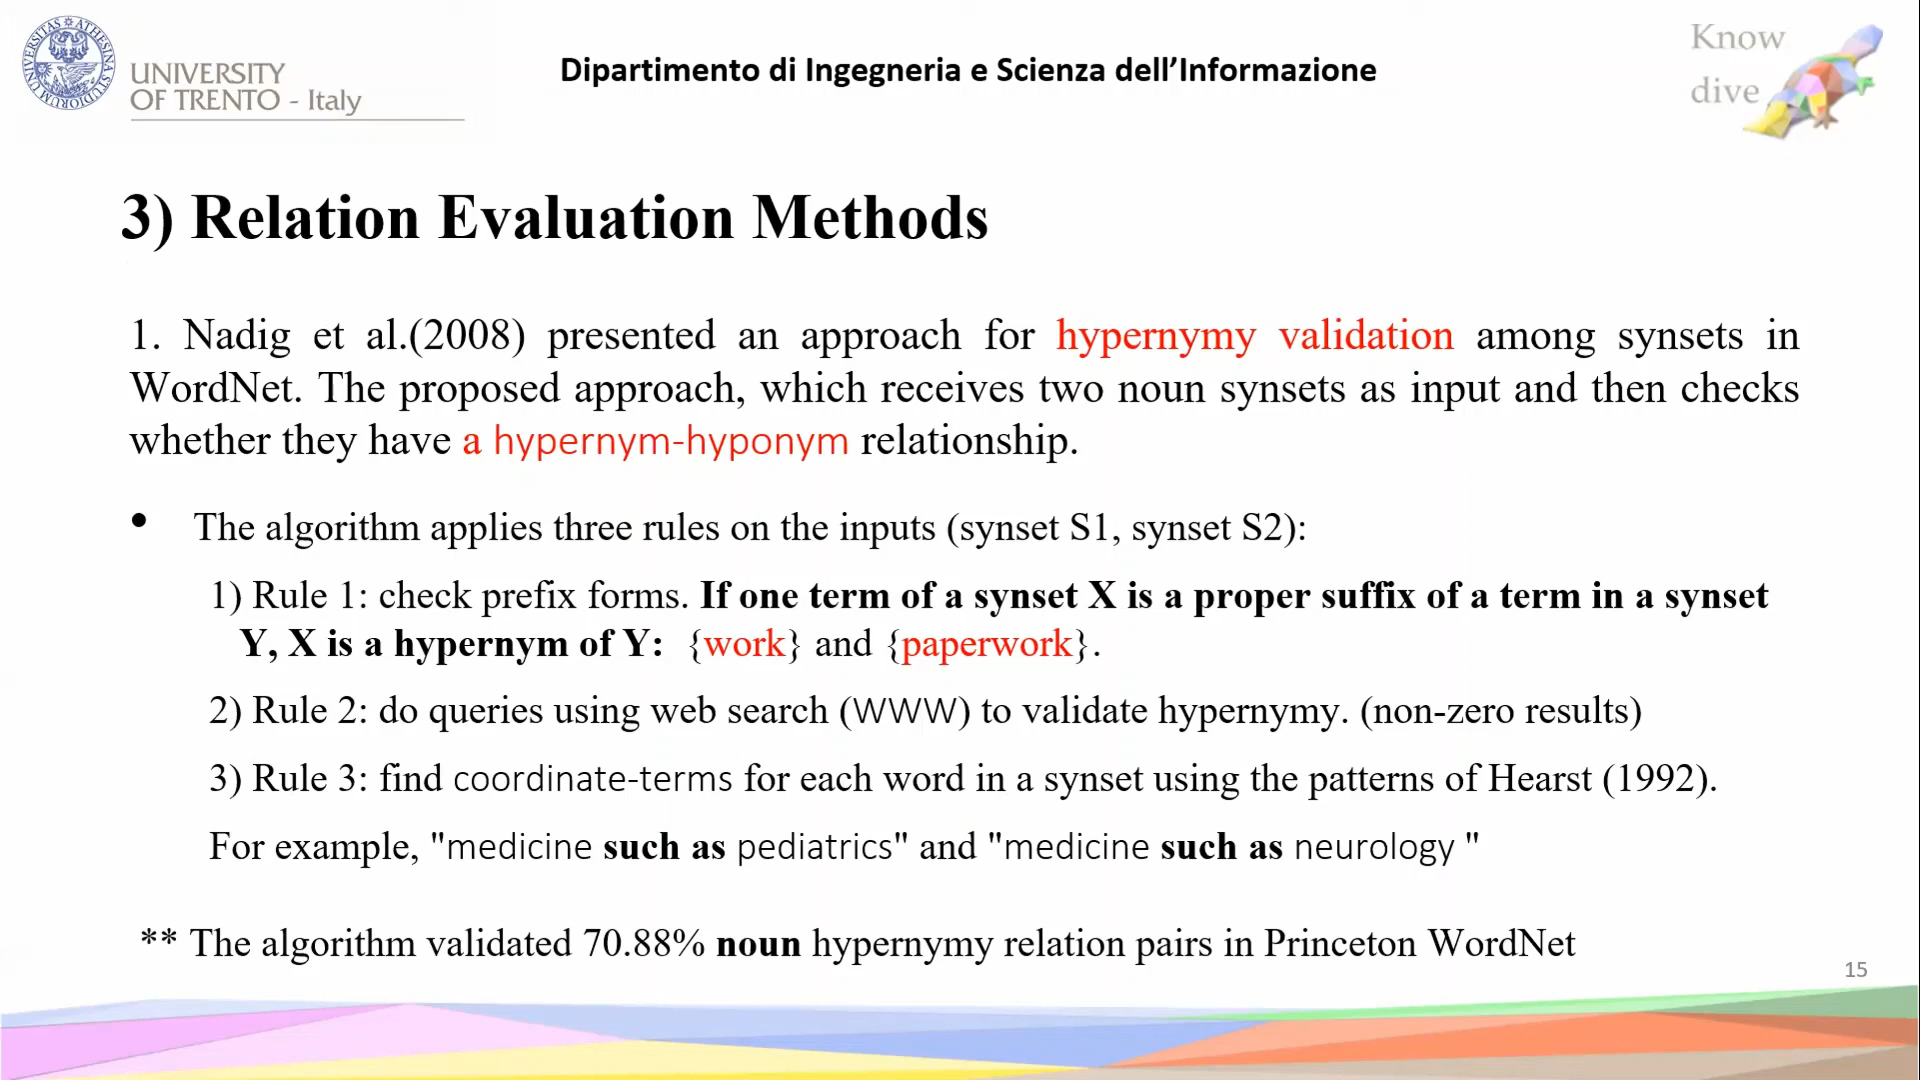 UNIVERSITY
OF TRENTO - Italy
Dipartimento di Ingegneria e Scienza dell’Informazione
Know
dive
3) Relation Evaluation Methods
1. Nadig et al.(2008) presented an approach for hypernymy validation among synsets in
WordNet. The proposed approach, which receives two noun synsets as input and then checks
whether they have a hypernym-hyponym relationship.
• The algorithm applies three rules on the inputs (synset S1, synset S2):
1) Rule 1: check prefix forms. If one term of a synset X is a proper suffix of a term in a synset
Y, X is a hypernym of Y: {work} and {paperwork}.
2) Rule 2: do queries using web search (WWW) to validate hypernymy. (non-zero results)
3) Rule 3: find coordinate-terms for each word in a synset using the patterns of Hearst (1992).
For example, "medicine such as pediatrics" and "medicine such as neurology "
** The algorithm validated 70.88% noun hypernymy relation pairs in Princeton WordNet
15